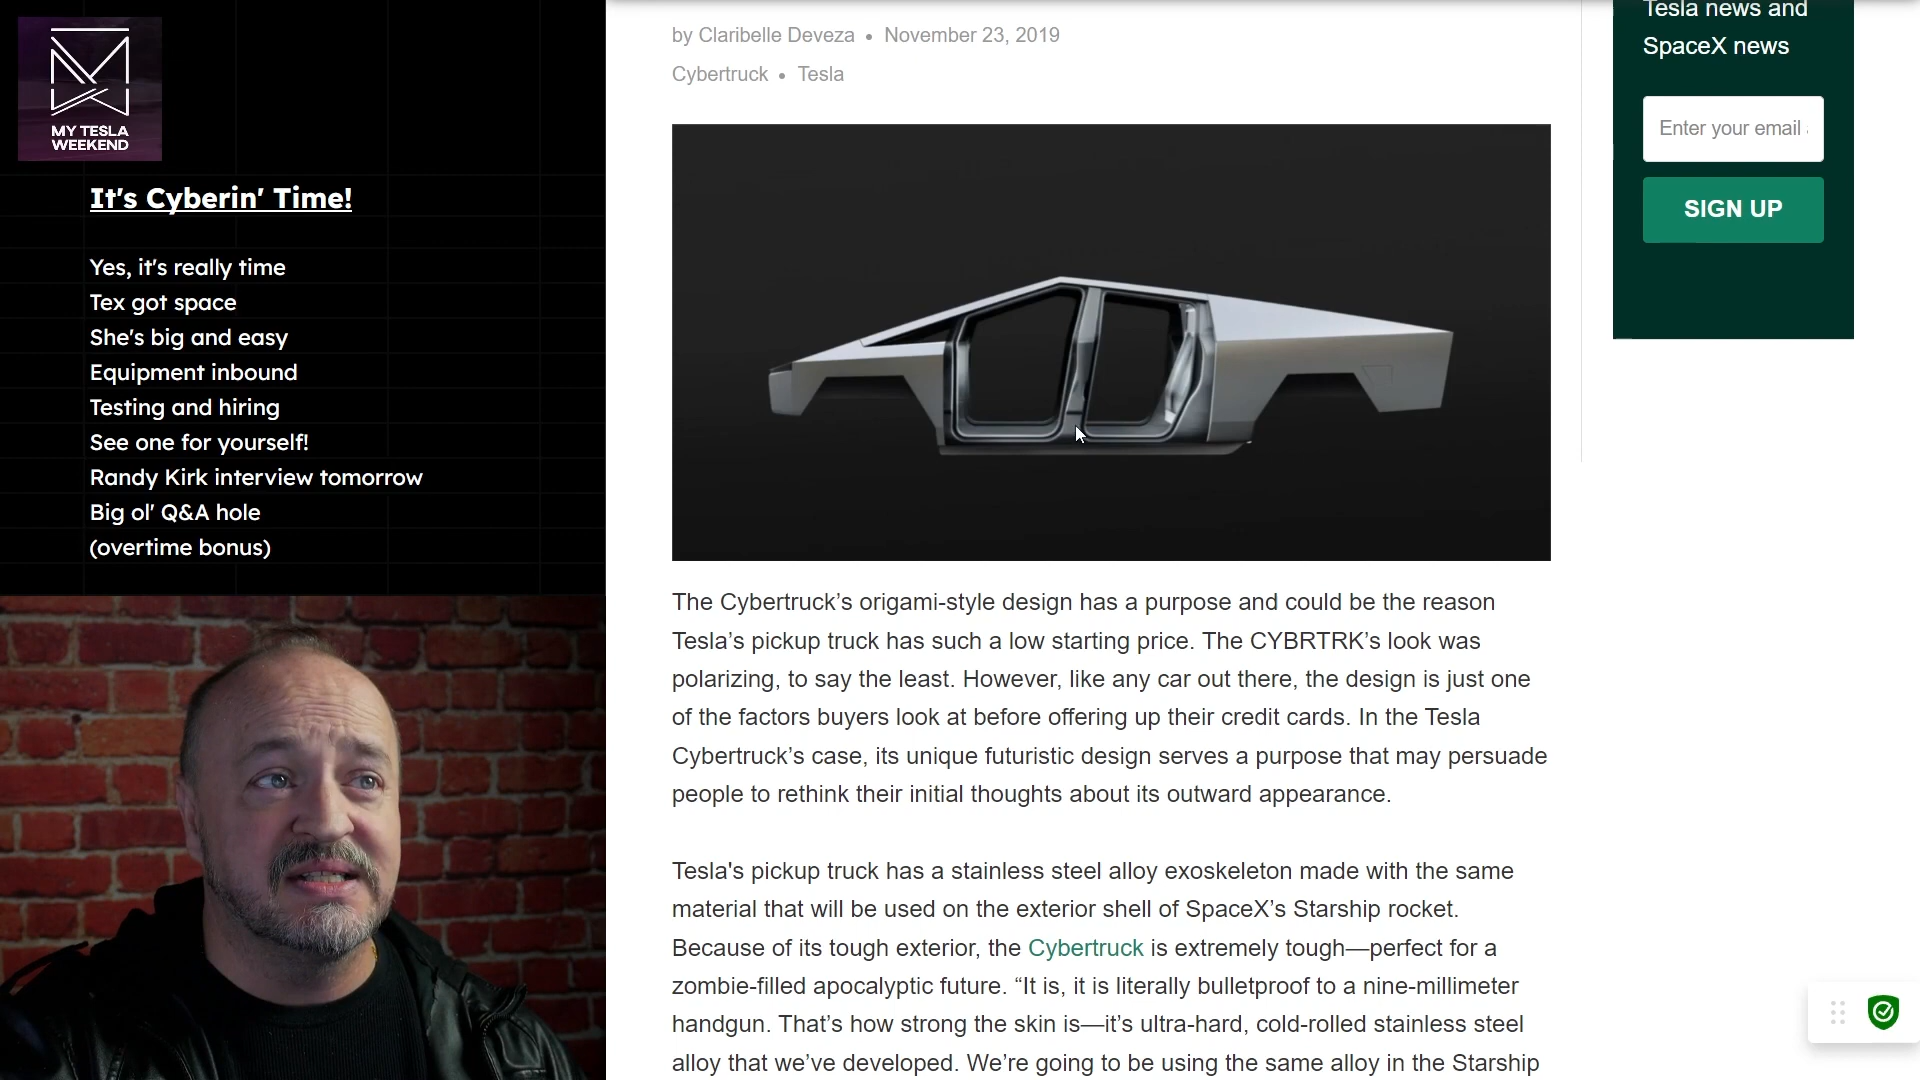 MY TESLA
WEEKEND
It's Cyberin' Time!
Yes, it's really time
Tex got space
She's big and easy
Equipment inbound
Testing and hiring
See one for yourself!
Randy Kirk interview tomorrow
Big ol' Q&A hole
(overtime bonus)
by Claribelle Deveza • November 23, 2019
Cybertruck • Tesla
The Cybertruck’s origami-style design has a purpose and could be the reason
Tesla’s pickup truck has such a low starting price. The CYBRTRK’s look was
polarizing, to say the least. However, like any car out there, the design is just one
of the factors buyers look at before offering up their credit cards. In the Tesla
Cybertruck’s case, its unique futuristic design serves a purpose that may persuade
people to rethink their initial thoughts about its outward appearance.
Tesla's pickup truck has a stainless steel alloy exoskeleton made with the same
material that will be used on the exterior shell of SpaceX’s Starship rocket.
Because of its tough exterior, the Cybertruck is extremely tough—perfect for a
zombie-filled apocalyptic future. “It is, it is literally bulletproof to a nine-millimeter
handgun. That’s how strong the skin is—it’s ultra-hard, cold-rolled stainless steel
alloy that we’ve developed. We’re going to be using the same alloy in the Starship
Tesla news and
SpaceX news
Enter your email
SIGN UP